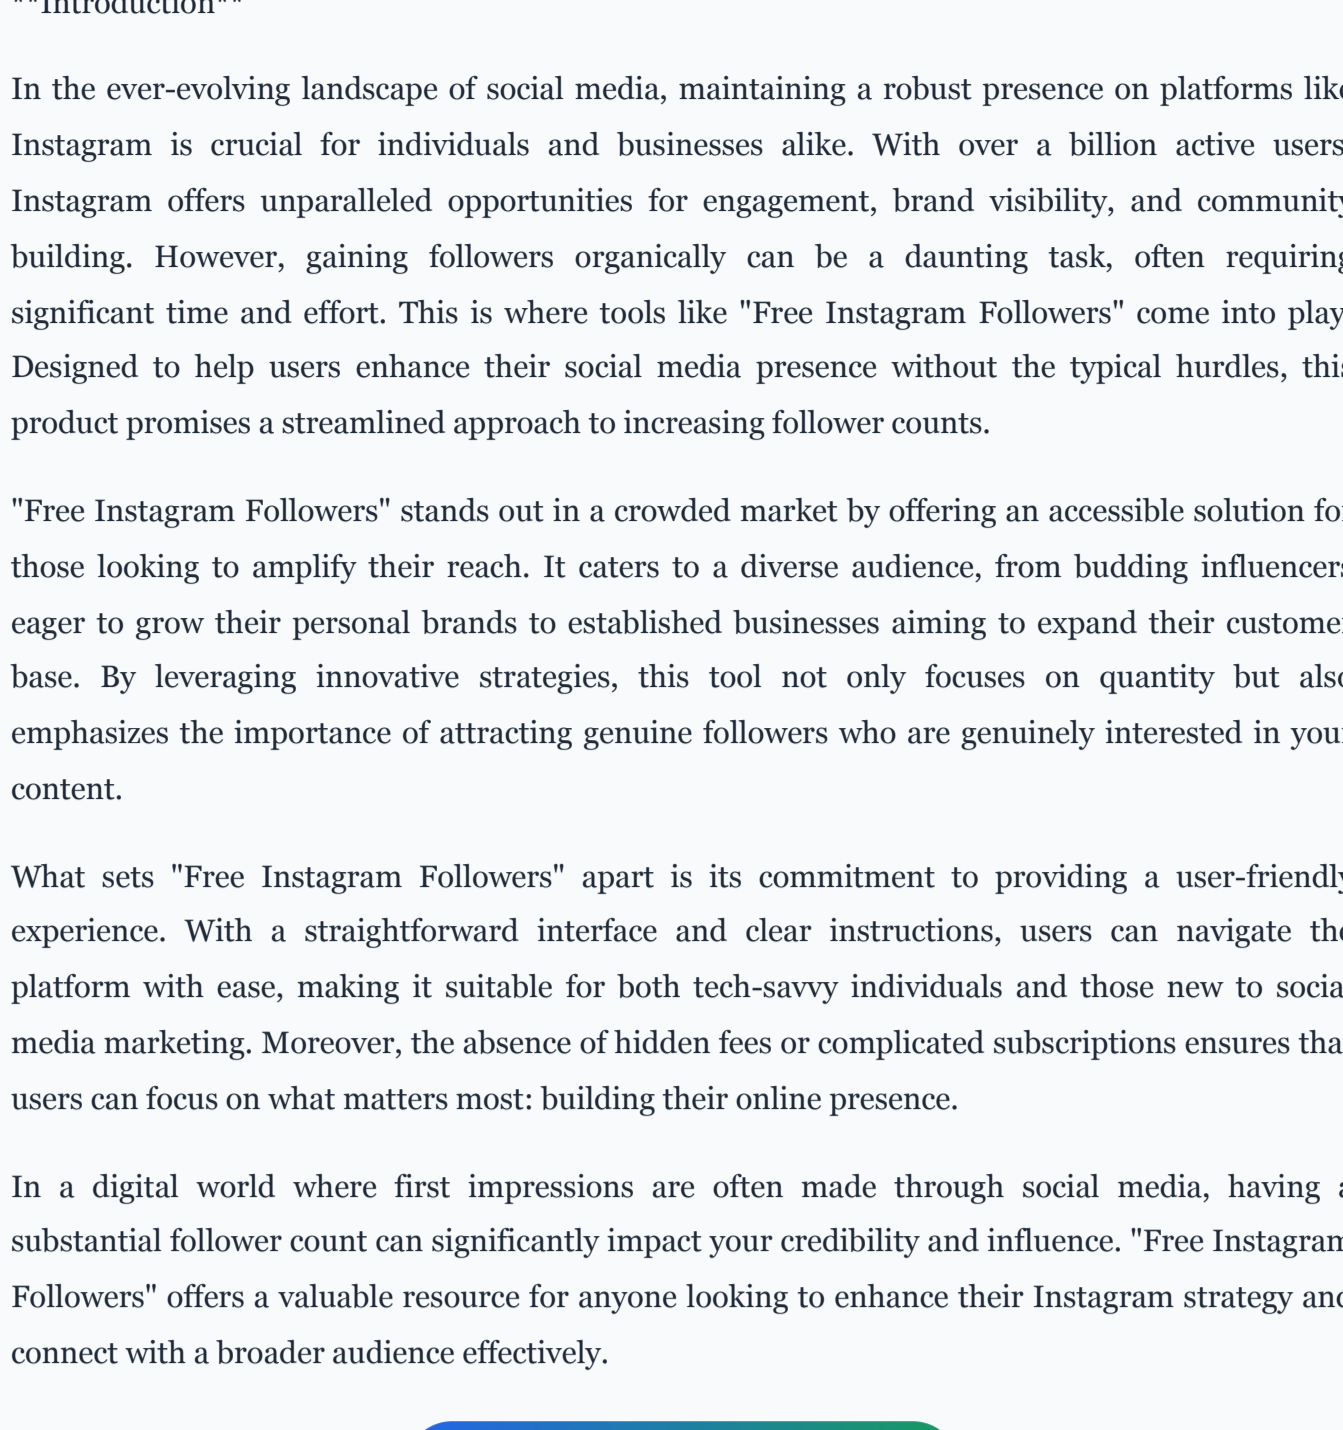 **Introduction**
In the ever-evolving landscape of social media, maintaining a robust presence on platforms like
Instagram is crucial for individuals and businesses alike. With over a billion active users
Instagram offers unparalleled opportunities for engagement, brand visibility, and community
building. However, gaining followers organically can be a daunting task, often requiring
significant time and effort. This is where tools like "Free Instagram Followers" come into play
Designed to help users enhance their social media presence without the typical hurdles, this
product promises a streamlined approach to increasing follower counts.
"Free Instagram Followers" stands out in a crowded market by offering an accessible solution for
those looking to amplify their reach. It caters to a diverse audience, from budding influencers
eager to grow their personal brands to established businesses aiming to expand their customer
base. By leveraging innovative strategies, this tool not only focuses on quantity but also
emphasizes the importance of attracting genuine followers who are genuinely interested in your
content.
What sets "Free Instagram Followers" apart is its commitment to providing a user-friendly
experience. With a straightforward interface and clear instructions, users can navigate the
platform with ease, making it suitable for both tech-savvy individuals and those new to social
media marketing. Moreover, the absence of hidden fees or complicated subscriptions ensures that
users can focus on what matters most: building their online presence.
In a digital world where first impressions are often made through social media, having a
substantial follower count can significantly impact your credibility and influence. "Free Instagram
Followers" offers a valuable resource for anyone looking to enhance their Instagram strategy and
connect with a broader audience effectively.